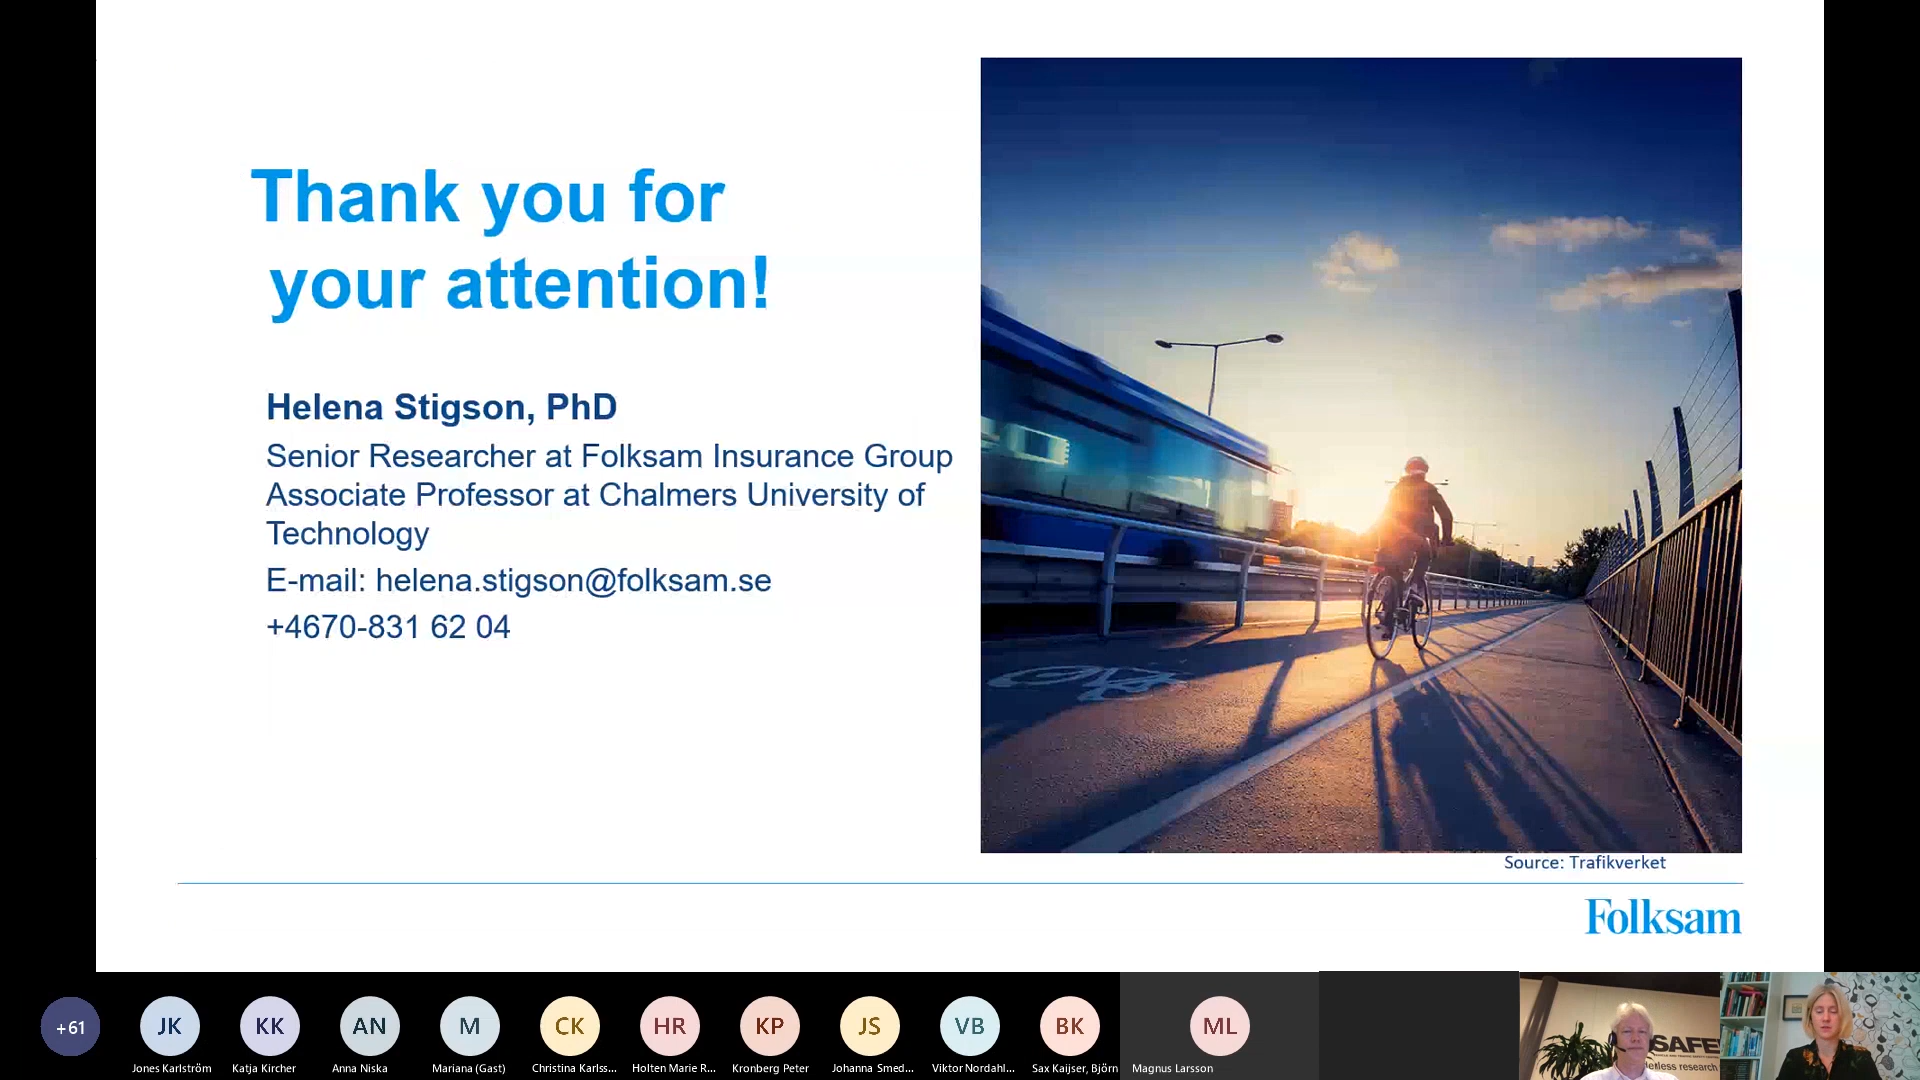 Thank you for
your attention!
Helena Stigson, PhD
Senior Researcher at Folksam Insurance Group
Associate Professor at Chalmers University of
Technology
E-mail: helena.stigson@folksam.se
+4670-831 62 04
Source: Trafikverket
Folksam
+61
JK
KK
AN
M
CK
HR
KP
JS
VB
BK
ML
Jones Karlström
Katja Kircher
Anna Niska
Mariana (Gast)
Christina Karlss...
Holten Marie R...
Kronberg Peter
Johanna Smed...
Viktor Nordahl...
Sax Kaijser, Björn
Magnus Larsson
SAFE
research